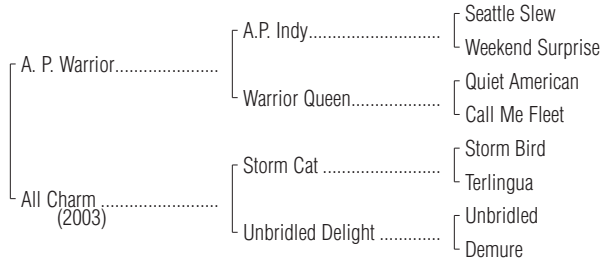 Seattle Slew
A.P. Indy.......................................
Weekend Surprise
A. P. Warrior.......................
Quiet American
Warrior Queen....................
Call Me Fleet
Storm Bird
Storm Cat ..........................
Terlingua
All Charm ..........................
(2003)
Unbridled
Unbridled Delight .............
Demure